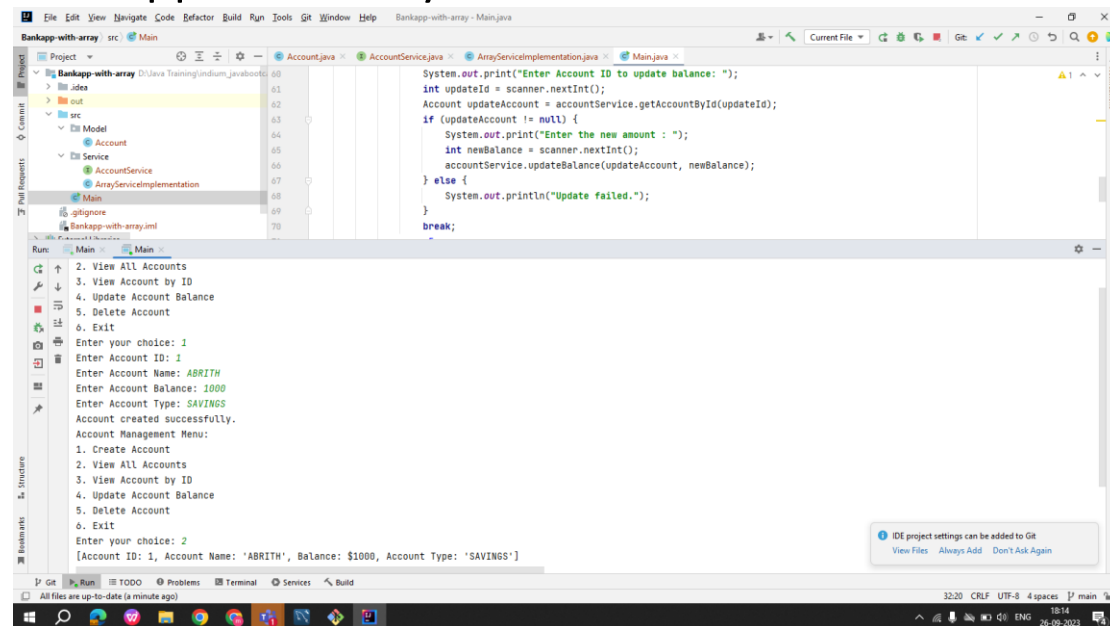 File Edit View Navigate Code Refactor Build Run Tools Git Window Help Bankapp-with-array - Main.java
Bankapp-with-array src Main Current File Git:
Project Account.java AccountService.java ArrayServiceImplementation.java Main.java
Bankapp-with-array D:\Java Training\indium_javabootc
.idea
out
src
Model
Account
Service
AccountService
ArrayServiceImplementation
Main
.gitignore
Bankapp-with-array.iml
60 System.out.print("Enter Account ID to update balance: ");
61 int updateId = scanner.nextInt();
62 Account updateAccount = accountService.getAccountById(updateId);
63 if (updateAccount != null) {
64 System.out.print("Enter the new amount : ");
65 int newBalance = scanner.nextInt();
66 accountService.updateBalance(updateAccount, newBalance);
67 } else {
68 System.out.println("Update failed.");
69 }
70 break;
1
Project
Commit
Pull Requests
Structure
Bookmarks
Run: Main Main
2. View All Accounts
3. View Account by ID
4. Update Account Balance
5. Delete Account
6. Exit
Enter your choice: 1
Enter Account ID: 1
Enter Account Name: ABRITH
Enter Account Balance: 1000
Enter Account Type: SAVINGS
Account created successfully.
Account Management Menu:
1. Create Account
2. View All Accounts
3. View Account by ID
4. Update Account Balance
5. Delete Account
6. Exit
Enter your choice: 2
[Account ID: 1, Account Name: 'ABRITH', Balance: $1000, Account Type: 'SAVINGS']
IDE project settings can be added to Git
View Files Always Add Don't Ask Again
Git Run TODO Problems Terminal Services Build
All files are up-to-date (a minute ago) 32:20 CRLF UTF-8 4 spaces main
ENG 18:14
26-09-2023